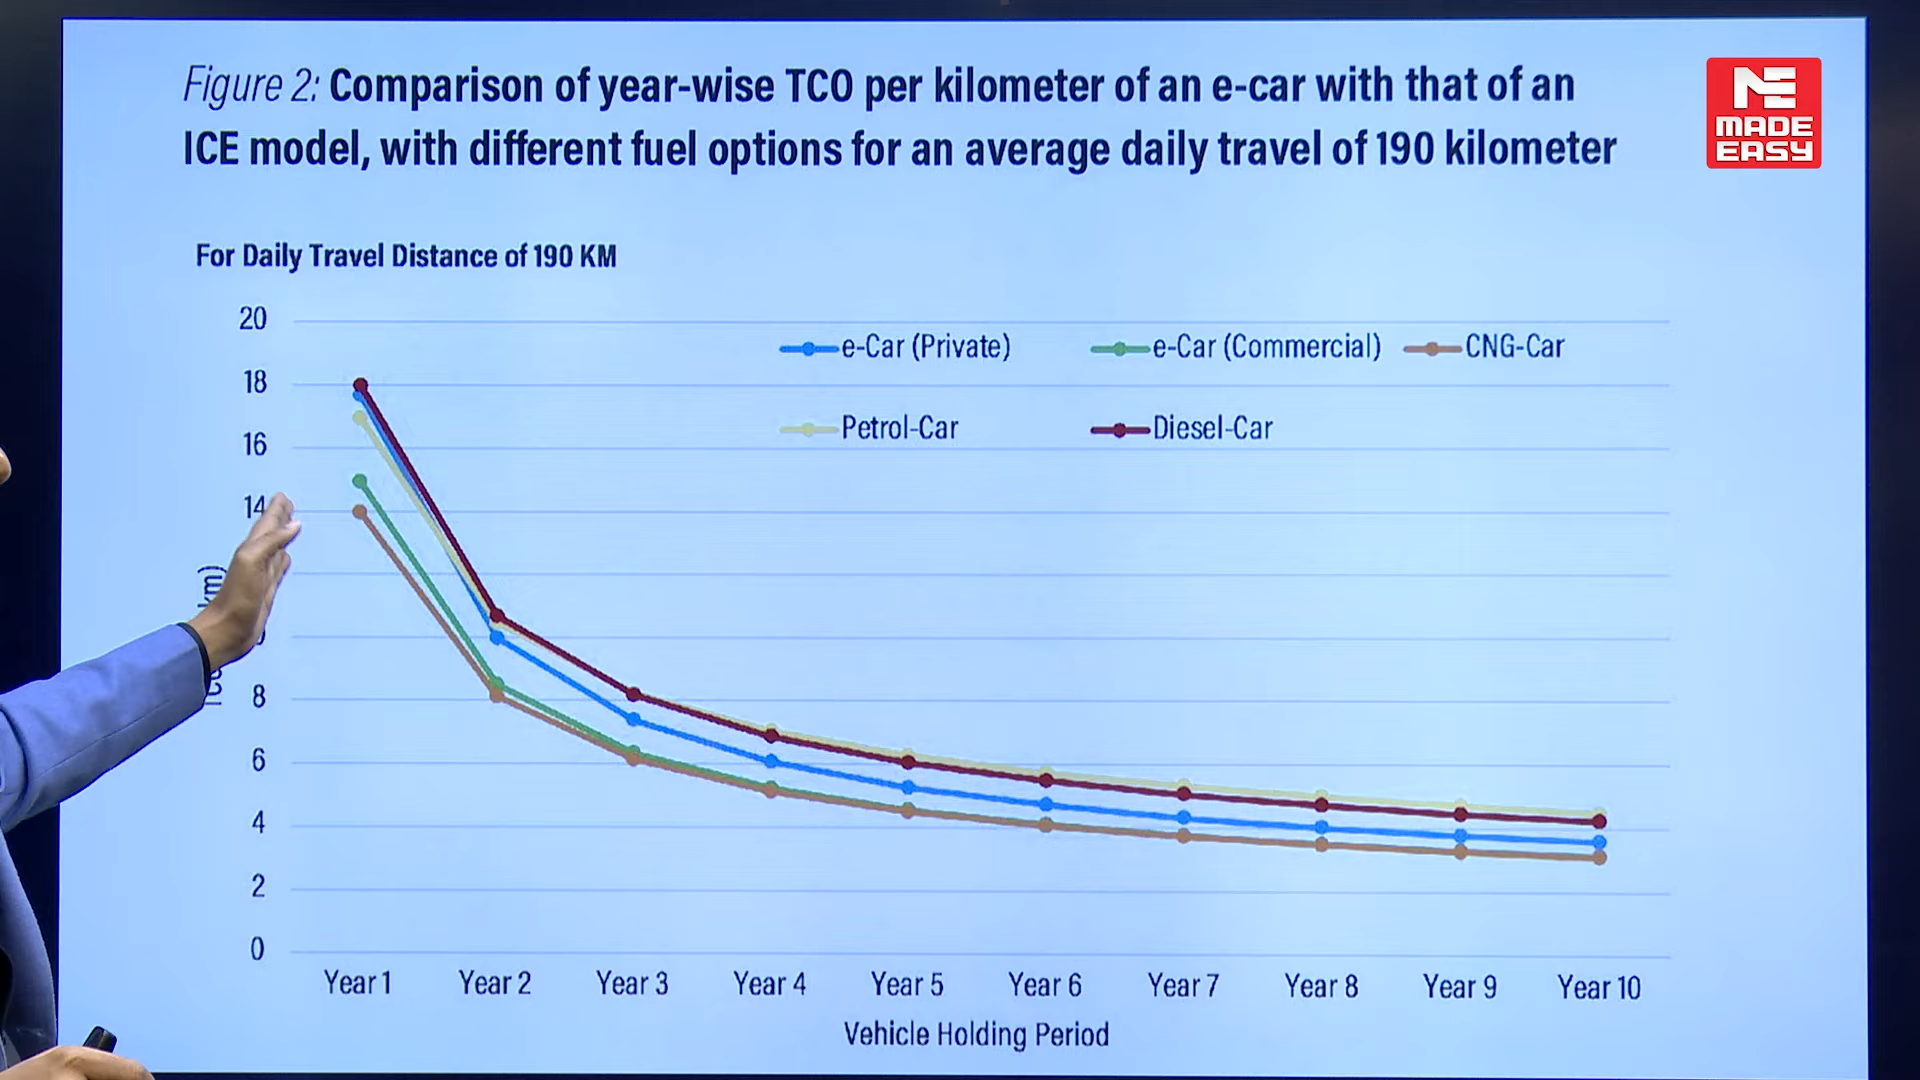 Figure 2: Comparison of year-wise TCO per kilometer of an e-car with that of an
ICE model, with different fuel options for an average daily travel of 190 kilometer
ME
MADE
EASY
For Daily Travel Distance of 190 KM
20
18
16
14
8
6
4
2
0
km)
e-Car (Private)
e-Car (Commercial)
CNG-Car
Petrol-Car
Diesel-Car
Year 1
Year 2
Year 3
Year 4
Year 5
Year 6
Year 7
Year 8
Year 9
Year 10
Vehicle Holding Period